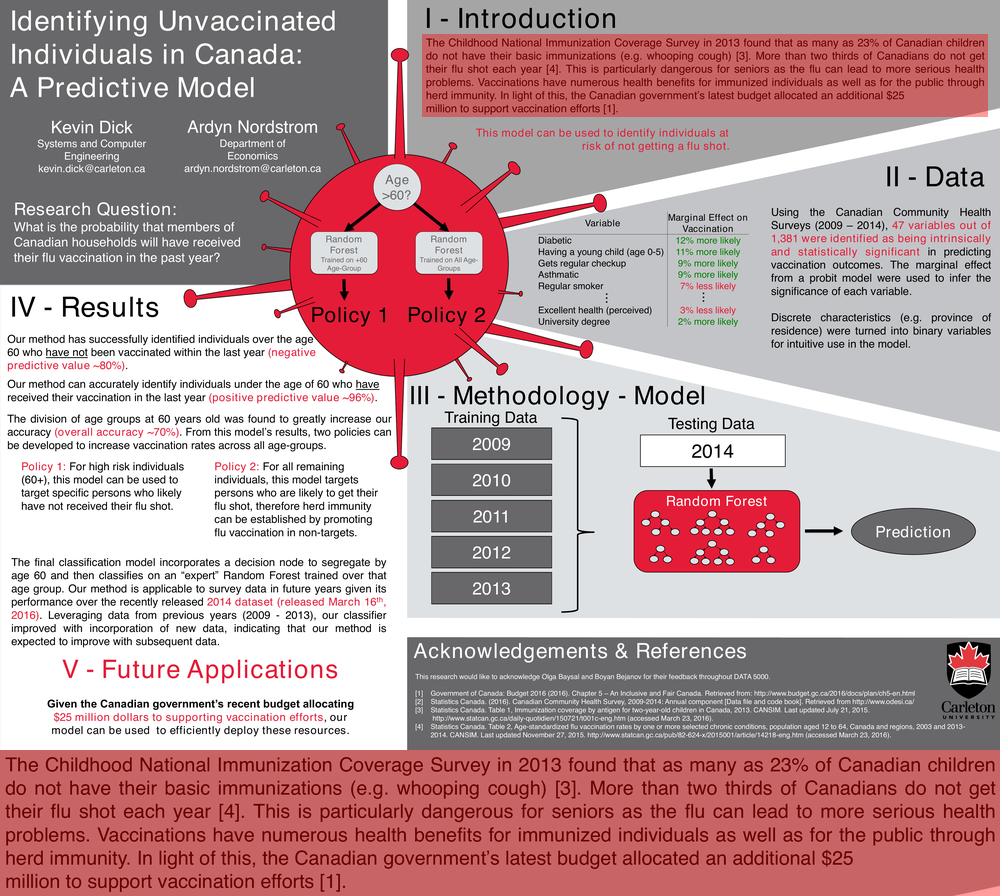 Identifying Unvaccinated
Individuals in Canada:
A Predictive Model
Kevin Dick
Systems and Computer
Engineering
kevin.dick@carleton.ca
Ardyn Nordstrom
Department of
Economics
ardyn.nordstrom@carleton.ca
Research Question:
What is the probability that members of
Canadian households will have received
their flu vaccination in the past year?
I - Introduction
The Childhood National Immunization Coverage Survey in 2013 found that as many as 23% of Canadian children
do not have their basic immunizations (e.g. whooping cough) [3]. More than two thirds of Canadians do not get
their flu shot each year [4]. This is particularly dangerous for seniors as the flu can lead to more serious health
problems. Vaccinations have numerous health benefits for immunized individuals as well as for the public through
herd immunity. In light of this, the Canadian government's latest budget allocated an additional $25
million to support vaccination efforts [1].
This model can be used to identify individuals at
risk of not getting a flu shot.
Age
>60?
Random
Forest
Trained on +60
Age-Group
Random
Forest
Trained on All Age-
Groups
Policy 1
Policy 2
II - Data
Variable
Marginal Effect on
Vaccination
Diabetic 12% more likely
Having a young child (age 0-5) 11% more likely
Gets regular checkup 9% more likely
Asthmatic 9% more likely
Regular smoker 7% less likely
Excellent health (perceived) 3% less likely
University degree 2% more likely
Using the Canadian Community Health
Surveys (2009 – 2014), 47 variables out of
1,381 were identified as being intrinsically
and statistically significant in predicting
vaccination outcomes. The marginal effect
from a probit model were used to infer the
significance of each variable.
Discrete characteristics (e.g. province of
residence) were turned into binary variables
for intuitive use in the model.
III - Methodology - Model
Training Data
2009
2010
2011
2012
2013
Testing Data
2014
Random Forest
Prediction
IV - Results
Our method has successfully identified individuals over the age
60 who have not been vaccinated within the last year (negative
predictive value ~80%).
Our method can accurately identify individuals under the age of 60 who have
received their vaccination in the last year (positive predictive value ~96%).
The division of age groups at 60 years old was found to greatly increase our
accuracy (overall accuracy ~70%). From this model's results, two policies can
be developed to increase vaccination rates across all age-groups.
Policy 1: For high risk individuals
(60+), this model can be used to
target specific persons who likely
have not received their flu shot.
Policy 2: For all remaining
individuals, this model targets
persons who are likely to get their
flu shot, therefore herd immunity
can be established by promoting
flu vaccination in non-targets.
The final classification model incorporates a decision node to segregate by
age 60 and then classifies on an "expert" Random Forest trained over that
age group. Our method is applicable to survey data in future years given its
performance over the recently released 2014 dataset (released March 16th,
2016). Leveraging data from previous years (2009 - 2013), our classifier
improved with incorporation of new data, indicating that our method is
expected to improve with subsequent data.
V - Future Applications
Given the Canadian government's recent budget allocating
$25 million dollars to supporting vaccination efforts, our
model can be used to efficiently deploy these resources.
Acknowledgements & References
This research would like to acknowledge Olga Baysal and Boyan Bejanov for their feedback throughout DATA 5000.
[1] Government of Canada: Budget 2016 (2016). Chapter 5 – An Inclusive and Fair Canada. Retrieved from: http://www.budget.gc.ca/2016/docs/plan/ch5-en.html
[2] Statistics Canada. (2016). Canadian Community Health Survey, 2009-2014: Annual component [Data file and code book]. Retrieved from http://www.odesi.ca/
[3] Statistics Canada. Table 1, Immunization coverage by antigen for two-year-old children in Canada, 2013. CANSIM. Last updated July 21, 2015.
http://www.statcan.gc.ca/daily-quotidien/150721/t001c-eng.htm (accessed March 23, 2016).
[4] Statistics Canada. Table 2, Age-standardized flu vaccination rates by one or more selected chronic conditions, population aged 12 to 64, Canada and regions, 2003 and 2013-
2014. CANSIM. Last updated November 27, 2015. http://www.statcan.gc.ca/pub/82-624-x/2015001/article/14218-eng.htm (accessed March 23, 2016).
Carleton
UNIVERSITY
The Childhood National Immunization Coverage Survey in 2013 found that as many as 23% of Canadian children
do not have their basic immunizations (e.g. whooping cough) [3]. More than two thirds of Canadians do not get
their flu shot each year [4]. This is particularly dangerous for seniors as the flu can lead to more serious health
problems. Vaccinations have numerous health benefits for immunized individuals as well as for the public through
herd immunity. In light of this, the Canadian government's latest budget allocated an additional $25
million to support vaccination efforts [1].